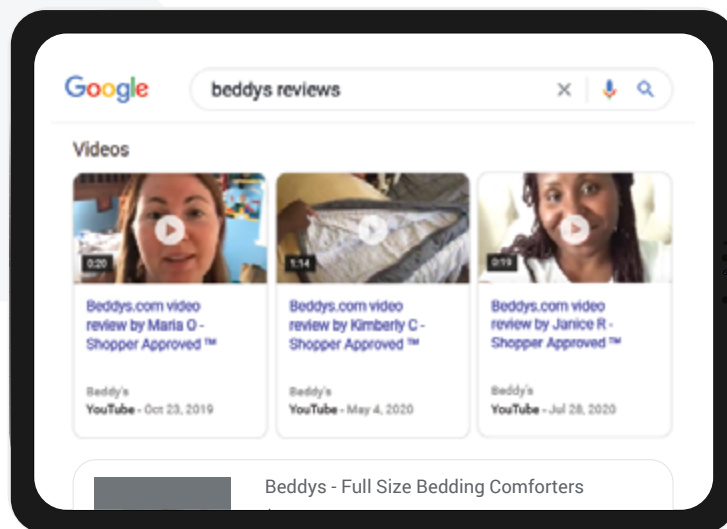 Google
beddys reviews
Videos
0:20
1:14
0:19
Beddys.com video
review by Maria O -
Shopper Approved ™
Beddy's
YouTube - Oct 23, 2019
Beddys.com video
review by Kimberly C -
Shopper Approved ™
Beddy's
YouTube - May 4, 2020
Beddys.com video
review by Janice R -
Shopper Approved ™
Beddy's
YouTube - Jul 28, 2020
Beddys - Full Size Bedding Comforters